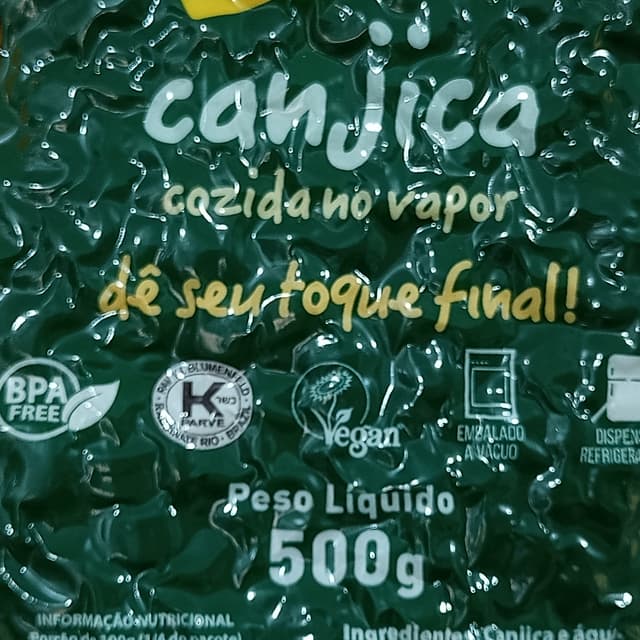 canjica
cozida no vapor
dê seu toque final!
BPA
FREE
K
PARVE
Vegan
EMBALADO
A VÁCUO
DISPEN
REFRIGERA
Peso Líquido
500g
INFORMAÇÃO NUTRICIONAL